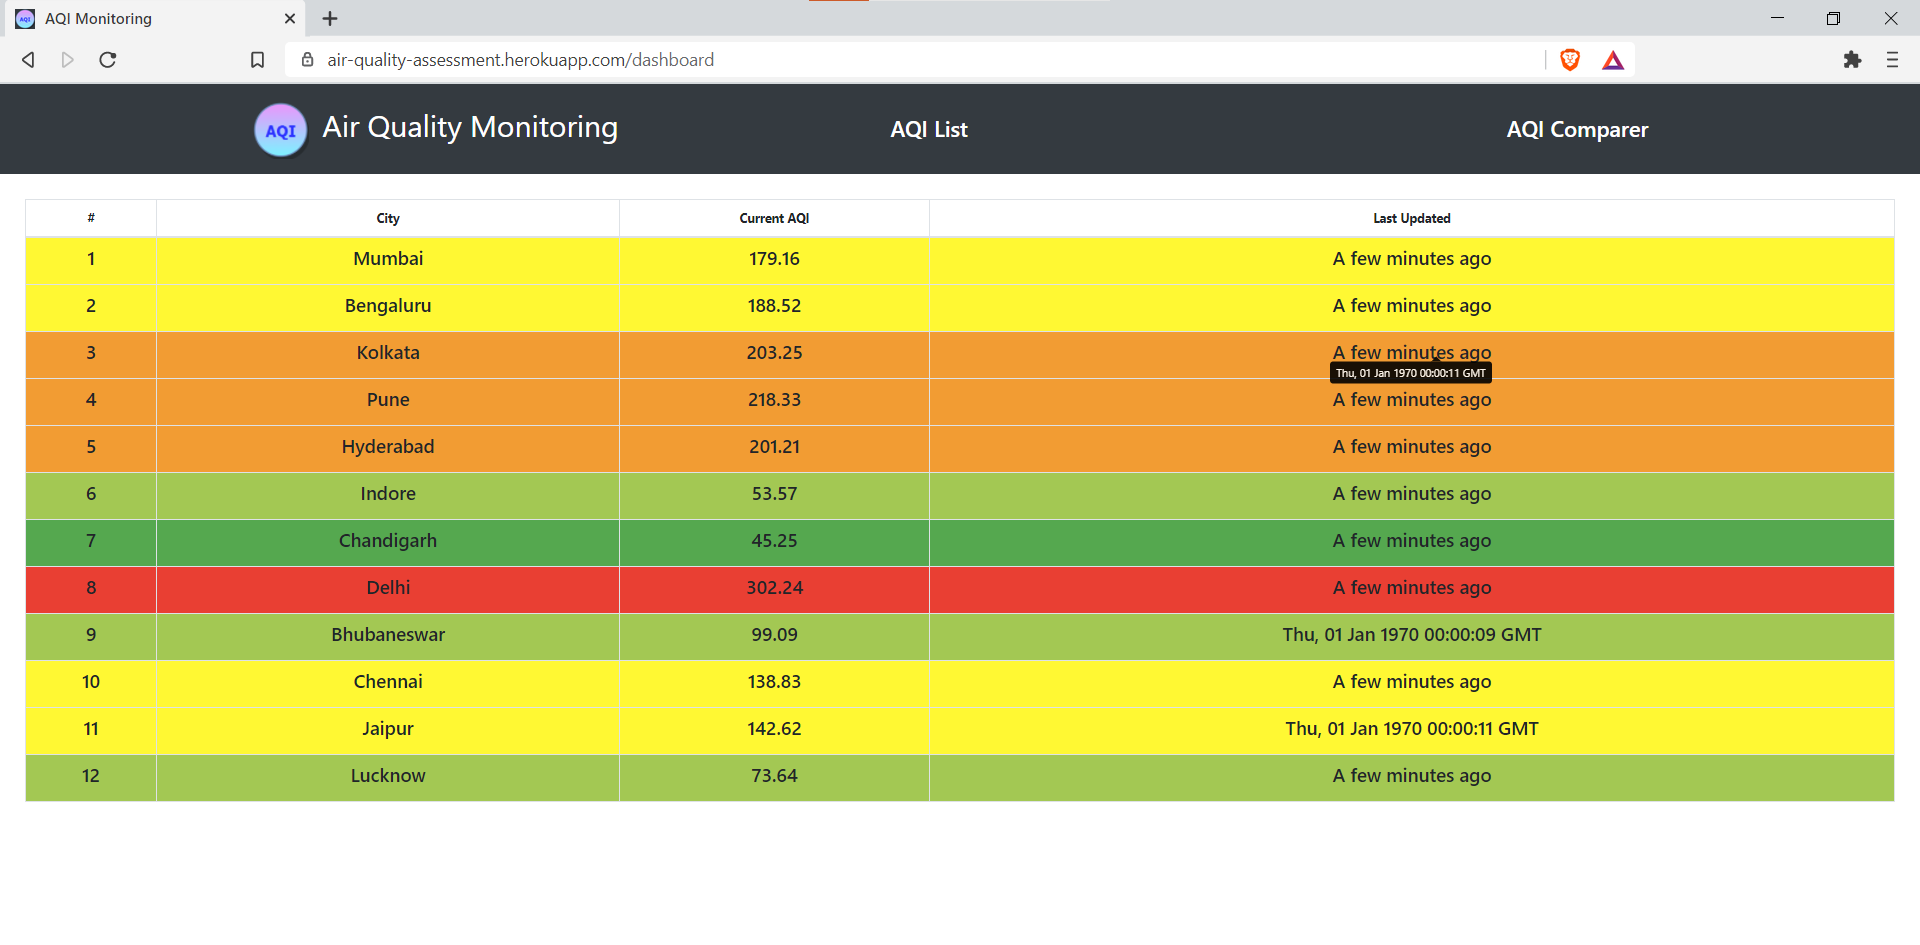 AQI Monitoring
air-quality-assessment.herokuapp.com/dashboard
AQI Air Quality Monitoring AQI List AQI Comparer
# City Current AQI Last Updated
1 Mumbai 179.16 A few minutes ago
2 Bengaluru 188.52 A few minutes ago
3 Kolkata 203.25 A few minutes ago
Thu, 01 Jan 1970 00:00:11 GMT
4 Pune 218.33 A few minutes ago
5 Hyderabad 201.21 A few minutes ago
6 Indore 53.57 A few minutes ago
7 Chandigarh 45.25 A few minutes ago
8 Delhi 302.24 A few minutes ago
9 Bhubaneswar 99.09 Thu, 01 Jan 1970 00:00:09 GMT
10 Chennai 138.83 A few minutes ago
11 Jaipur 142.62 Thu, 01 Jan 1970 00:00:11 GMT
12 Lucknow 73.64 A few minutes ago